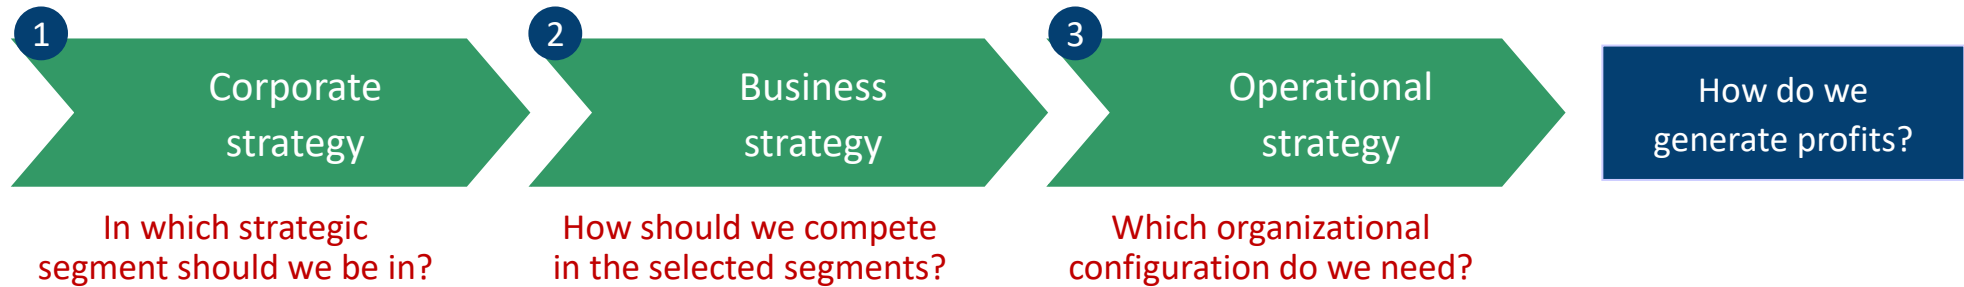 1
Corporate
strategy
In which strategic
segment should we be in?
2
Business
strategy
How should we compete
in the selected segments?
3
Operational
strategy
Which organizational
configuration do we need?
How do we
generate profits?